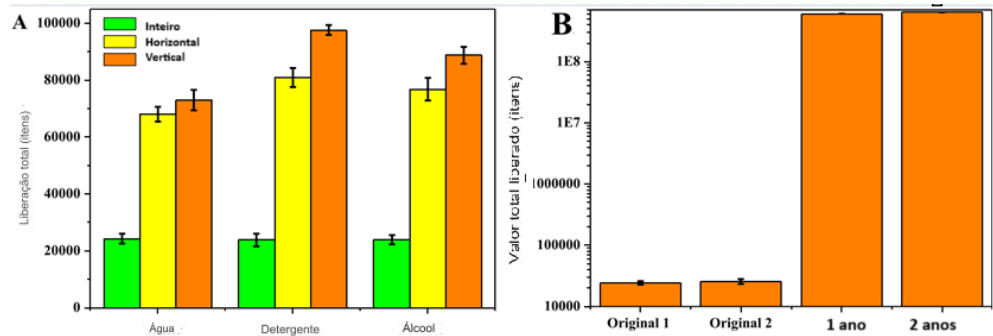 A
Inteiro
Horizontal
Vertical
Liberação total (itens)
100000
80000
60000
40000
20000
0
Água
Detergente
Álcool
B
Valor total liberado (itens)
1E8
1E7
1000000
100000
10000
Original 1
Original 2
1 ano
2 anos